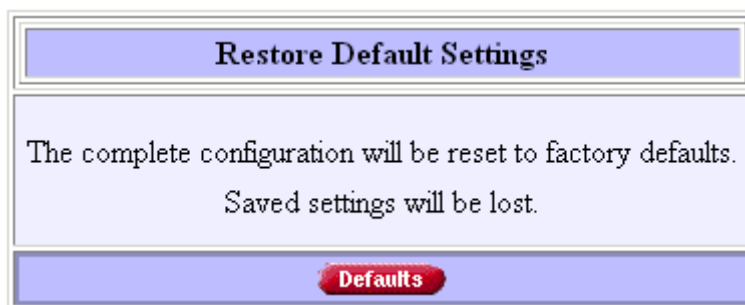 Restore Default Settings
The complete configuration will be reset to factory defaults.
Saved settings will be lost.
Defaults